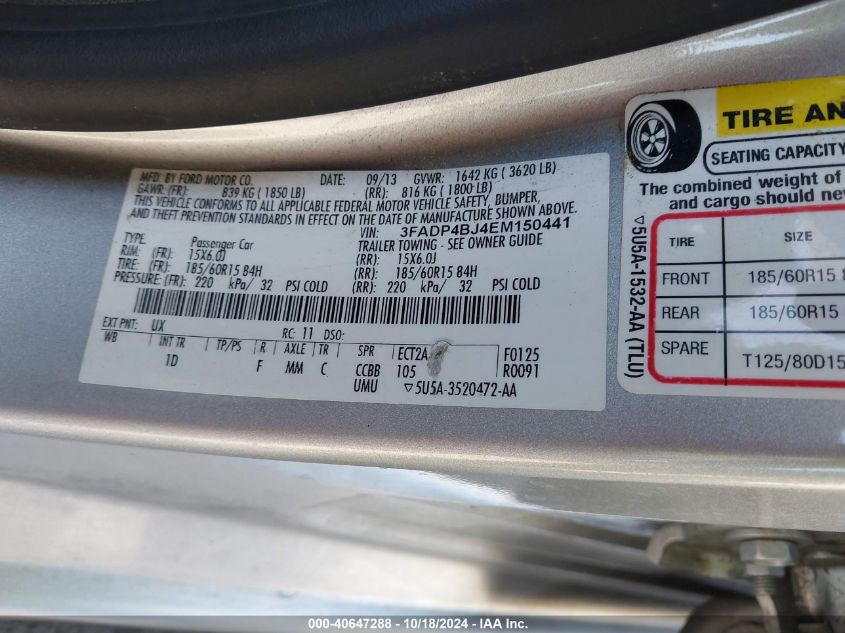 MFD. BY FORD MOTOR CO. DATE: 09/13 GVWR: 1642 KG ( 3620 LB)
GAWR: (FR): 839 KG ( 1850 LB) (RR): 816 KG ( 1800 LB)
THIS VEHICLE CONFORMS TO ALL APPLICABLE FEDERAL MOTOR VEHICLE SAFETY, BUMPER,
AND THEFT PREVENTION STANDARDS IN EFFECT ON THE DATE OF MANUFACTURE SHOWN ABOVE.
VIN: 3FADP4BJ4EM150441
TYPE: Passenger Car TRAILER TOWING - SEE OWNER GUIDE
RIM: (FR): 15X6.0J (RR): 15X6.0J
TIRE: (FR): 185/60R15 84H (RR): 185/60R15 84H
PRESSURE: (FR): 220 kPa/ 32 PSI COLD (RR): 220 kPa/ 32 PSI COLD
EXT PNT: UX RC: 11 DSO:
WB INT TR TP/PS R AXLE TR SPR ECT2A F0125
1D F MM C CCBB 105 R0091
UMU ▽5U5A-3520472-AA
TIRE AN
SEATING CAPACITY
The combined weight of
and cargo should nev
▽5U5A-1532-AA (TLU)
TIRE SIZE
FRONT 185/60R15 8
REAR 185/60R15
SPARE T125/80D15
000-40647288 - 10/18/2024 - IAA Inc.